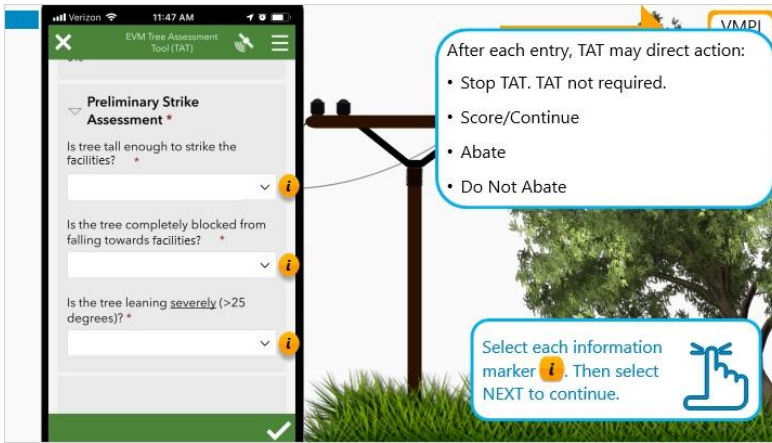 Verizon 11:47 AM
EVM Tree Assessment
Tool (TAT)
Preliminary Strike
Assessment *
Is tree tall enough to strike the
facilities? *
i
Is the tree completely blocked from
falling towards facilities? *
i
Is the tree leaning severely (>25
degrees)? *
i
VMPI
After each entry, TAT may direct action:
• Stop TAT. TAT not required.
• Score/Continue
• Abate
• Do Not Abate
Select each information
marker i . Then select
NEXT to continue.